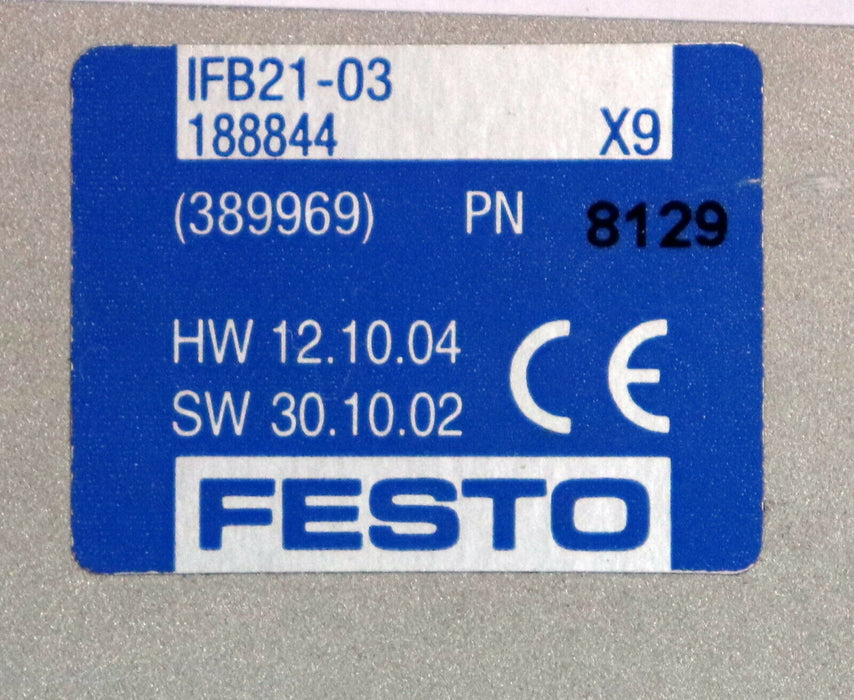 IFB21-03
188844 X9
(389969) PN 8129
HW 12.10.04
SW 30.10.02
CE
FESTO